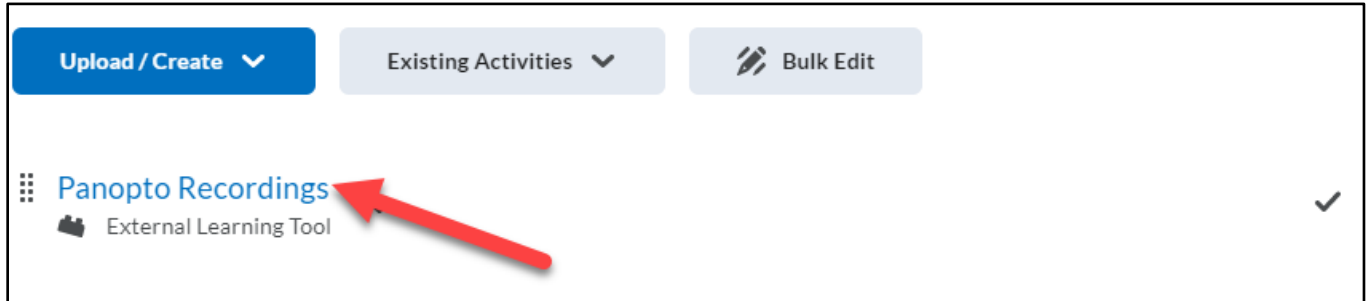 Upload / Create Existing Activities Bulk Edit
Panopto Recordings
External Learning Tool